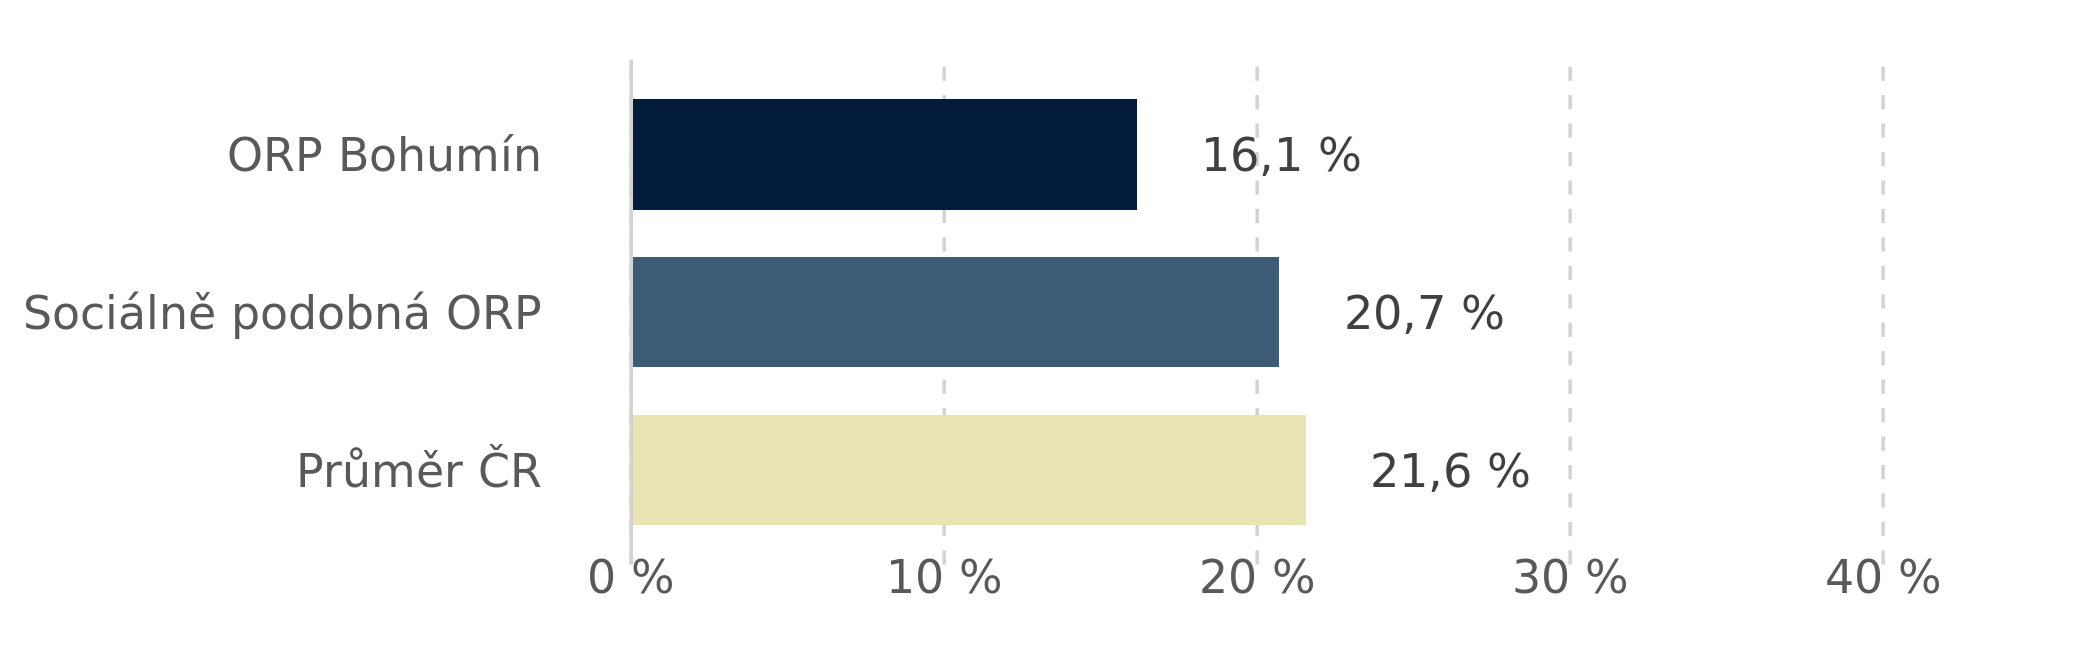 ORP Bohumín 16,1 %
Sociálně podobná ORP 20,7 %
Průměr ČR 21,6 %
0 % 10 % 20 % 30 % 40 %